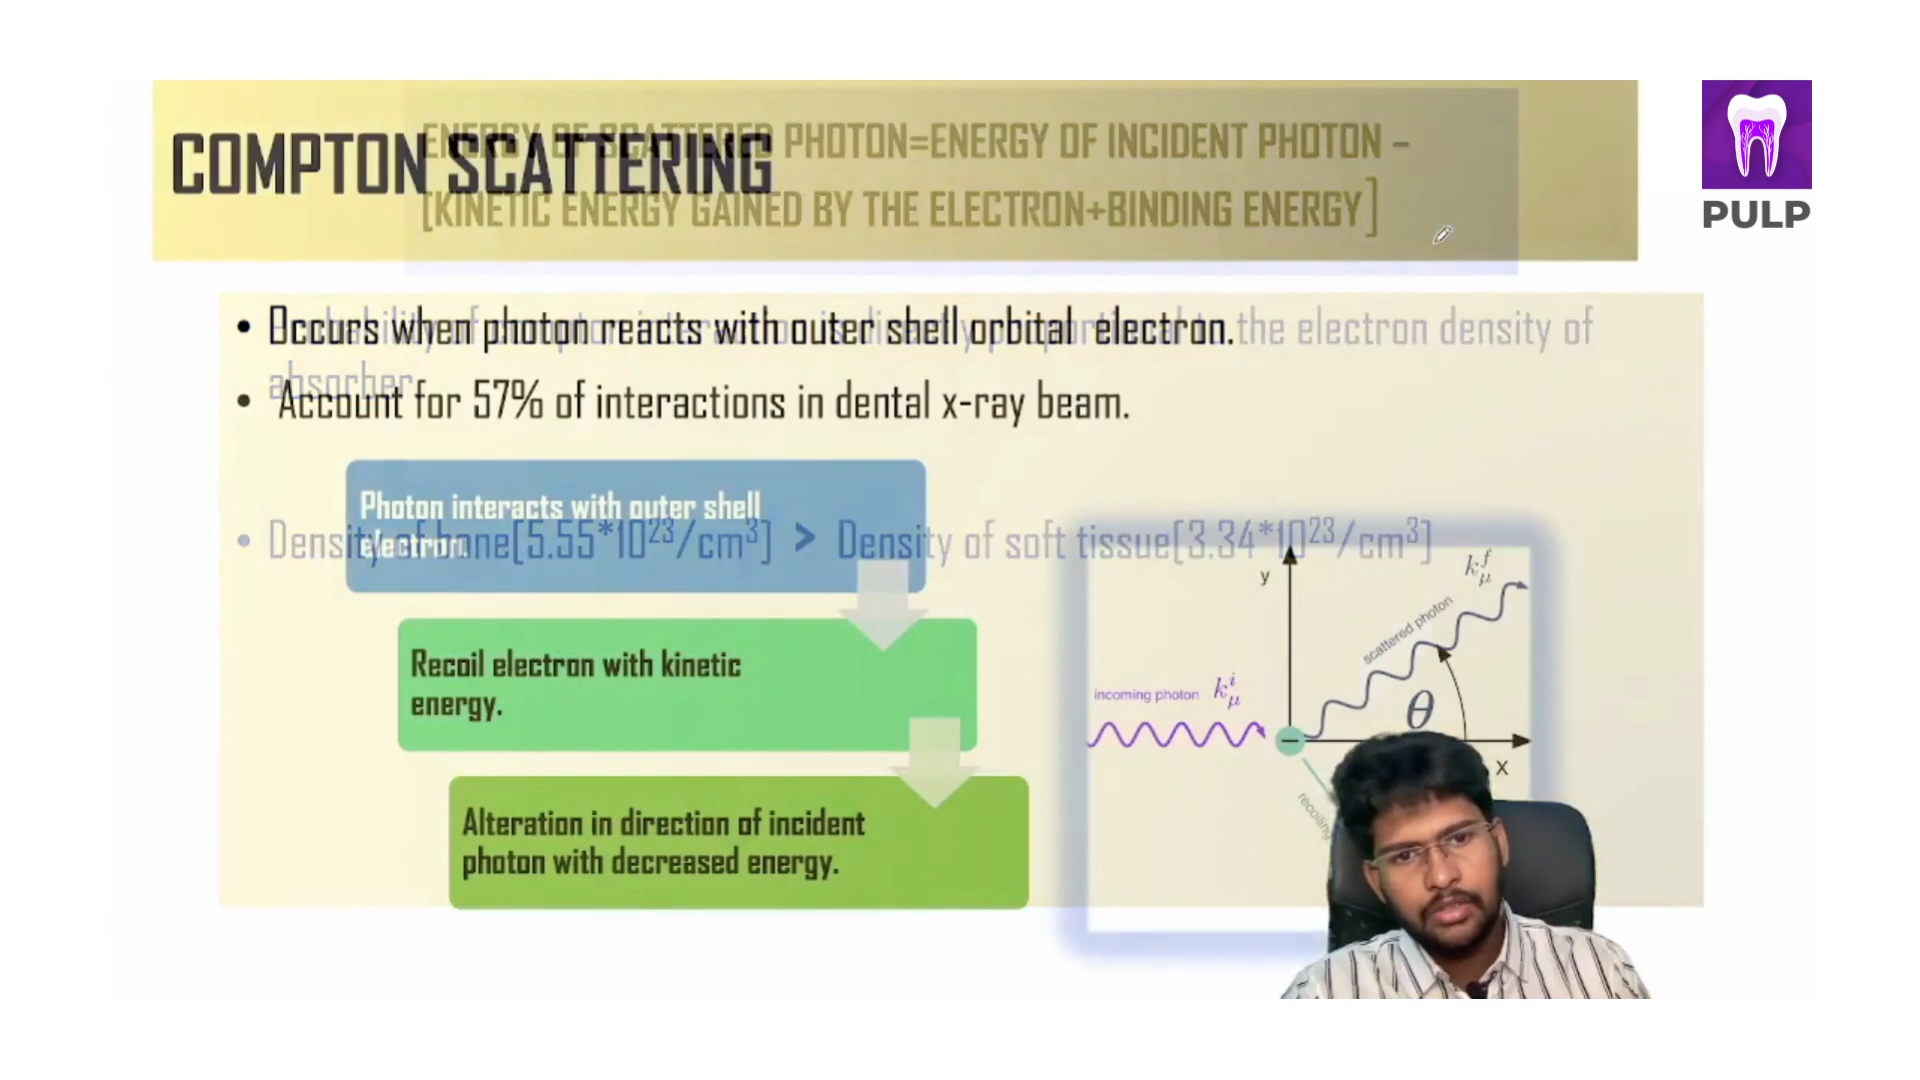 COMPTON SCATTERING
ENERGY OF SCATTERED PHOTON=ENERGY OF INCIDENT PHOTON –
[KINETIC ENERGY GAINED BY THE ELECTRON+BINDING ENERGY]
PULP
• Occurs when photon reacts with outer shell orbital electron.
the electron density of
absorber
• Account for 57% of interactions in dental x-ray beam.
Photon interacts with outer shell
electron.
• Density of bone[5.55*10²³/cm³] > Density of soft tissue[3.34*10²³/cm³]
Recoil electron with kinetic
energy.
Alteration in direction of incident
photon with decreased energy.
y
k_μ^f
scattered photon
incoming photon k_μ^i
θ
–
X
recoiling